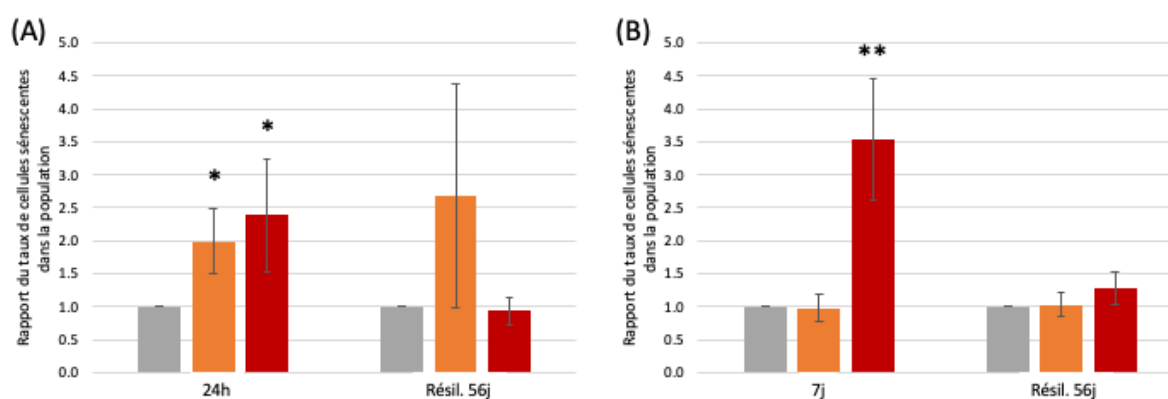 (A)
Rapport du taux de cellules sénescentes
dans la population
5.0
4.5
4.0
3.5
3.0
2.5
2.0
1.5
1.0
0.5
0.0
*
*
24h
Résil. 56j
(B)
Rapport du taux de cellules sénescentes
dans la population
5.0
4.5
4.0
3.5
3.0
2.5
2.0
1.5
1.0
0.5
0.0
**
7j
Résil. 56j